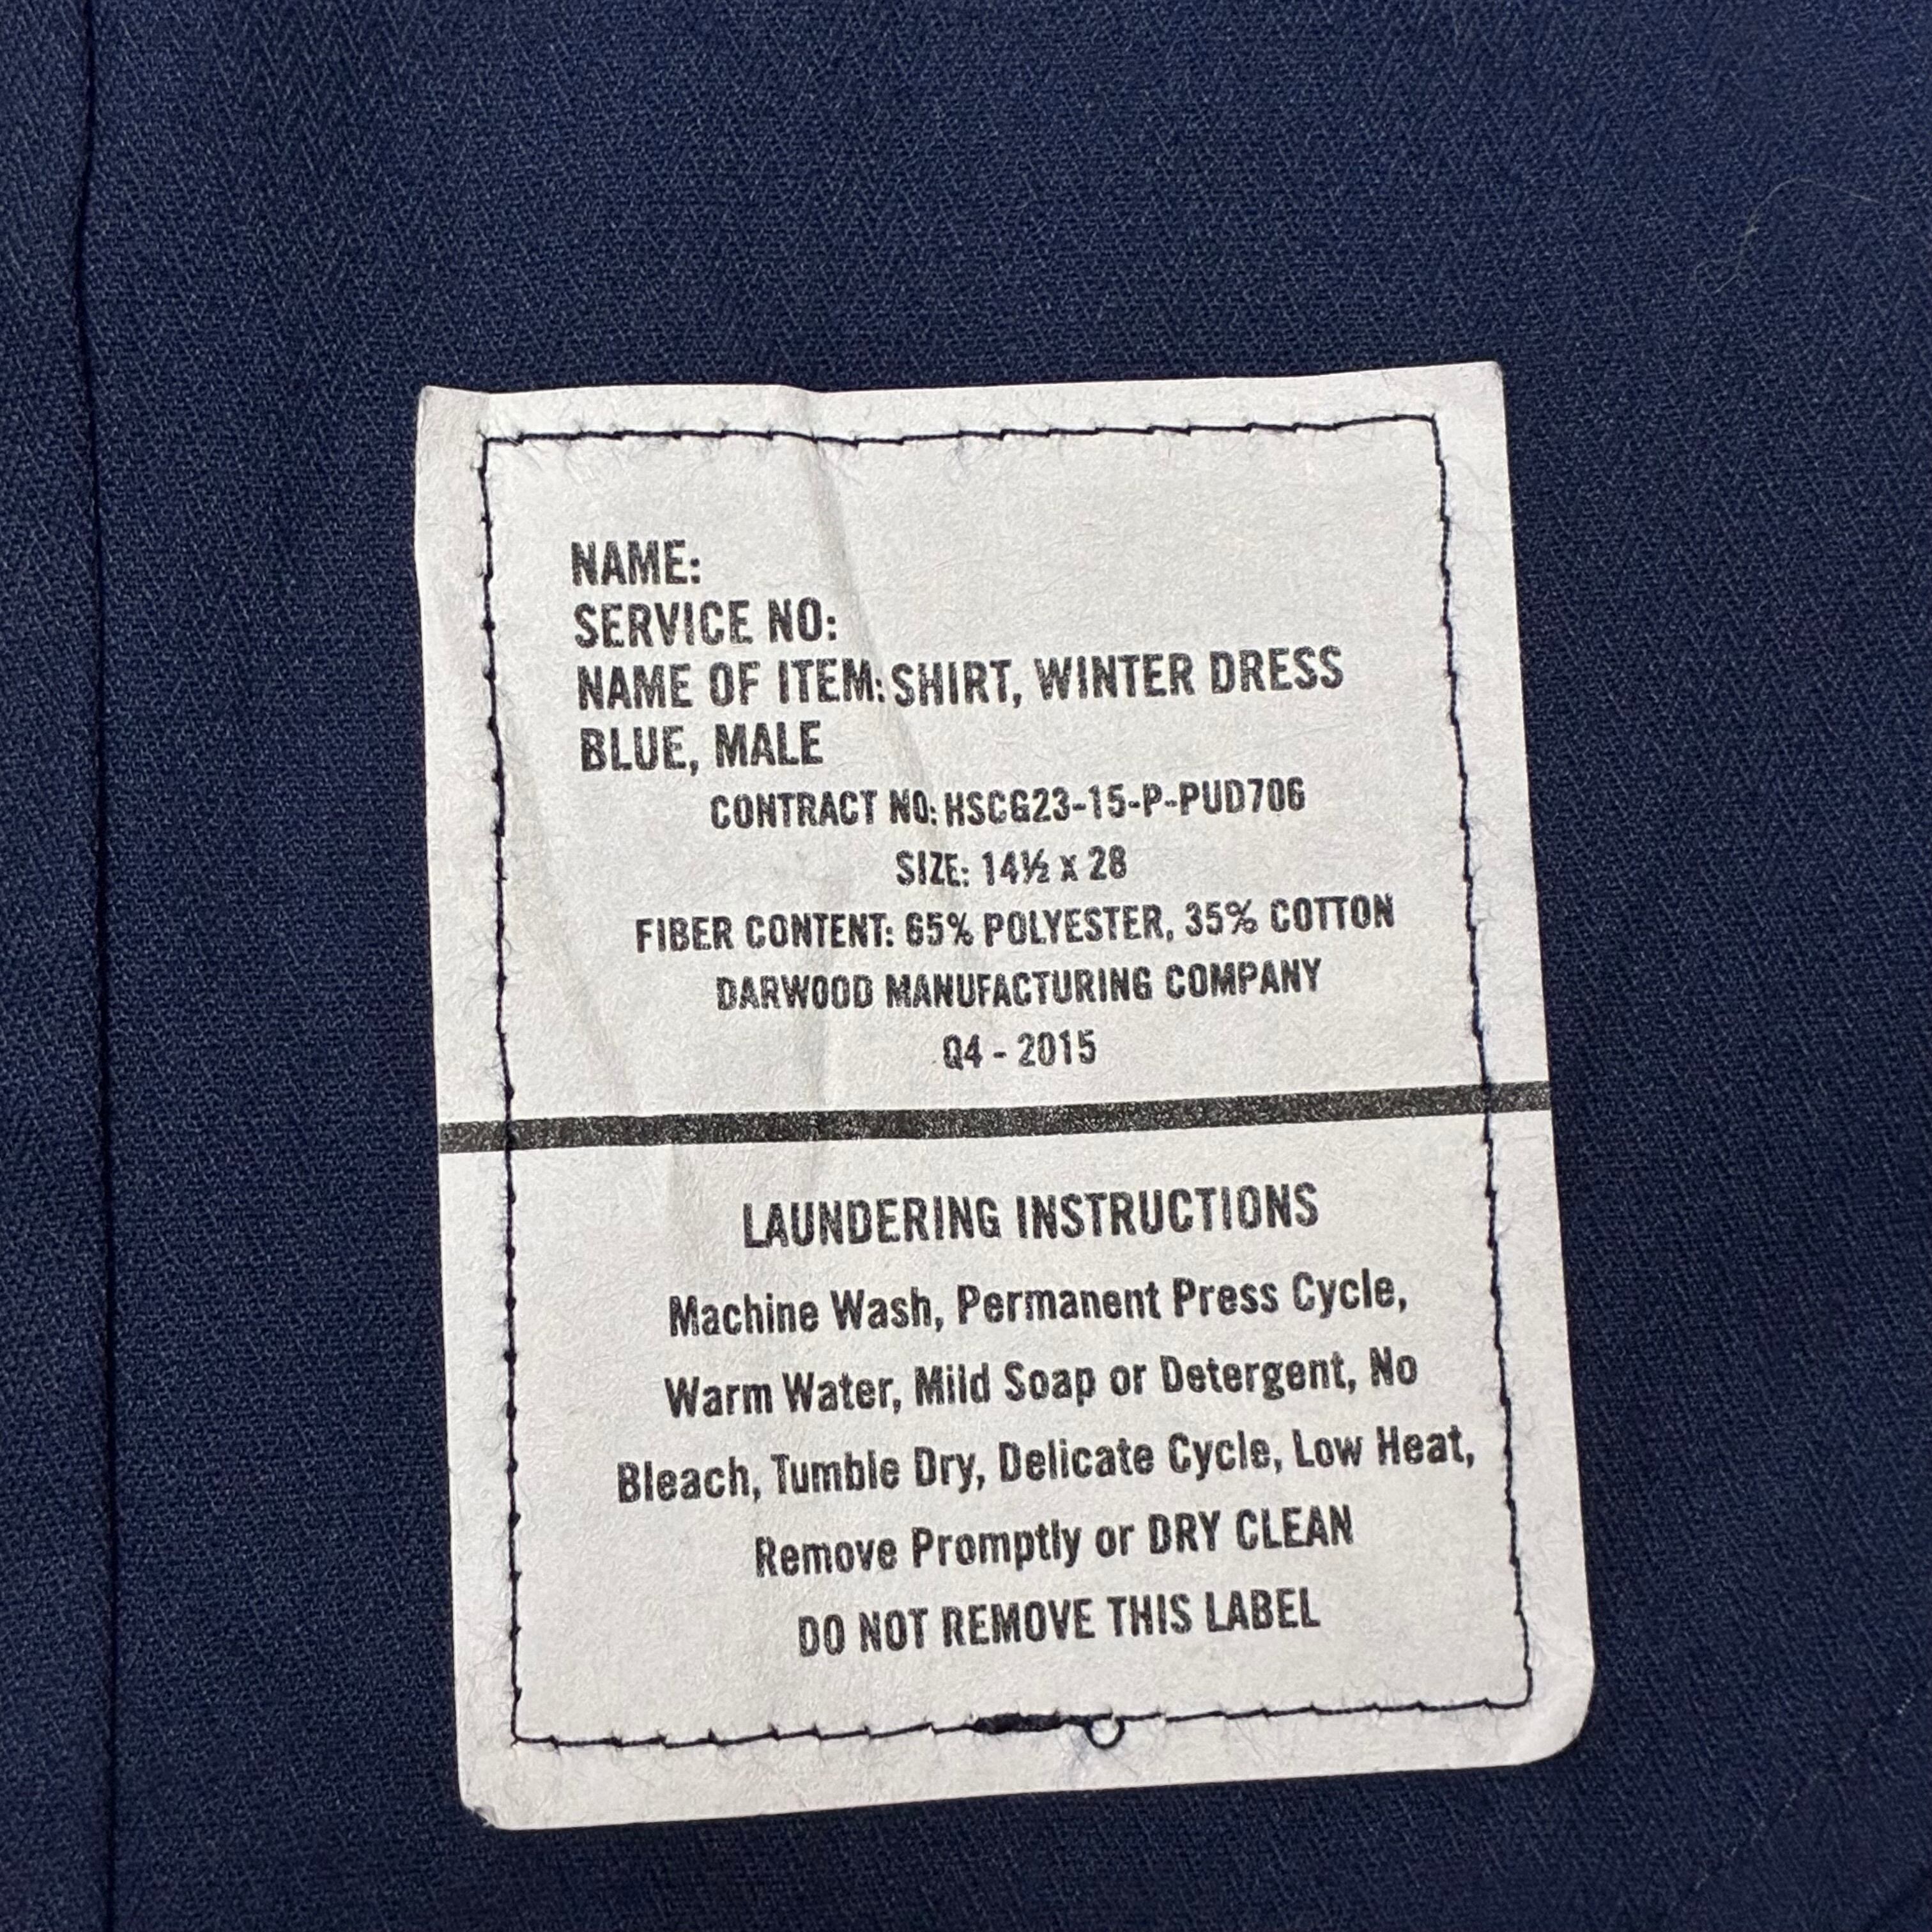 NAME:
SERVICE NO:
NAME OF ITEM: SHIRT, WINTER DRESS
BLUE, MALE
CONTRACT NO: HSCG23-15-P-PUD706
SIZE: 14½ x 28
FIBER CONTENT: 65% POLYESTER, 35% COTTON
DARWOOD MANUFACTURING COMPANY
Q4 - 2015
LAUNDERING INSTRUCTIONS
Machine Wash, Permanent Press Cycle,
Warm Water, Mild Soap or Detergent, No
Bleach, Tumble Dry, Delicate Cycle, Low Heat,
Remove Promptly or DRY CLEAN
DO NOT REMOVE THIS LABEL